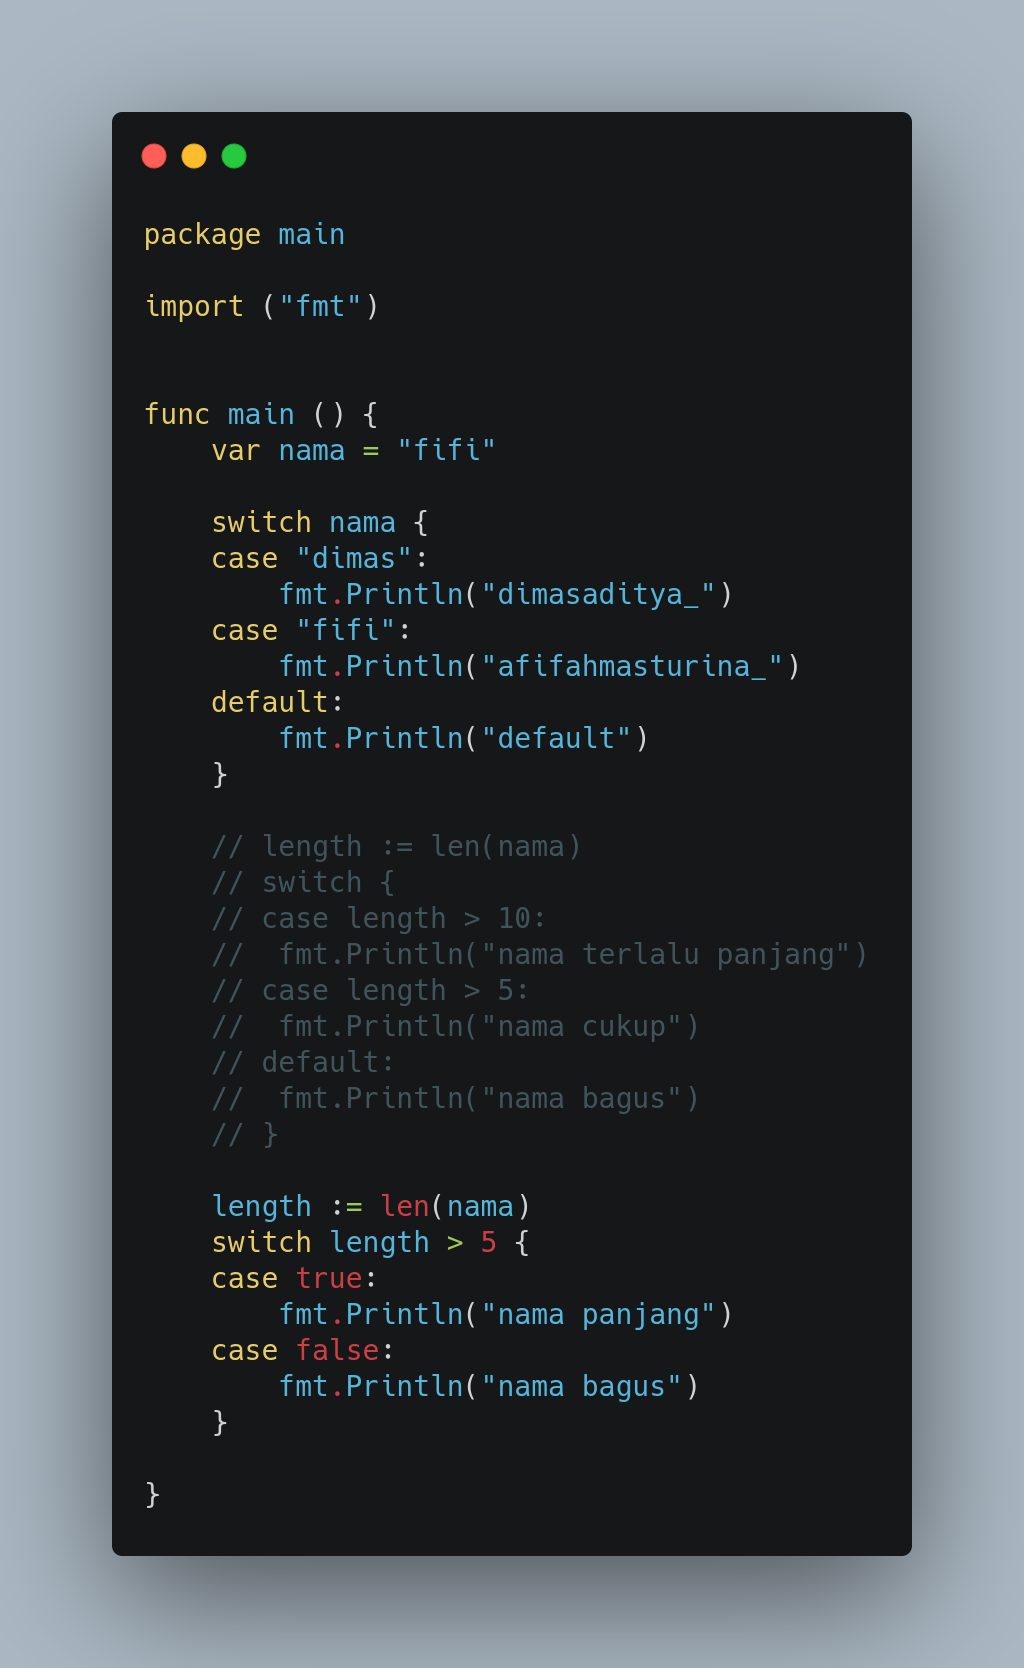 package main
import ("fmt")
func main () {
    var nama = "fifi"
    switch nama {
    case "dimas":
        fmt.Println("dimasaditya_")
    case "fifi":
        fmt.Println("afifahmasturina_")
    default:
        fmt.Println("default")
    }
    // length := len(nama)
    // switch {
    // case length > 10:
    //  fmt.Println("nama terlalu panjang")
    // case length > 5:
    //  fmt.Println("nama cukup")
    // default:
    //  fmt.Println("nama bagus")
    // }
    length := len(nama)
    switch length > 5 {
    case true:
        fmt.Println("nama panjang")
    case false:
        fmt.Println("nama bagus")
    }
}